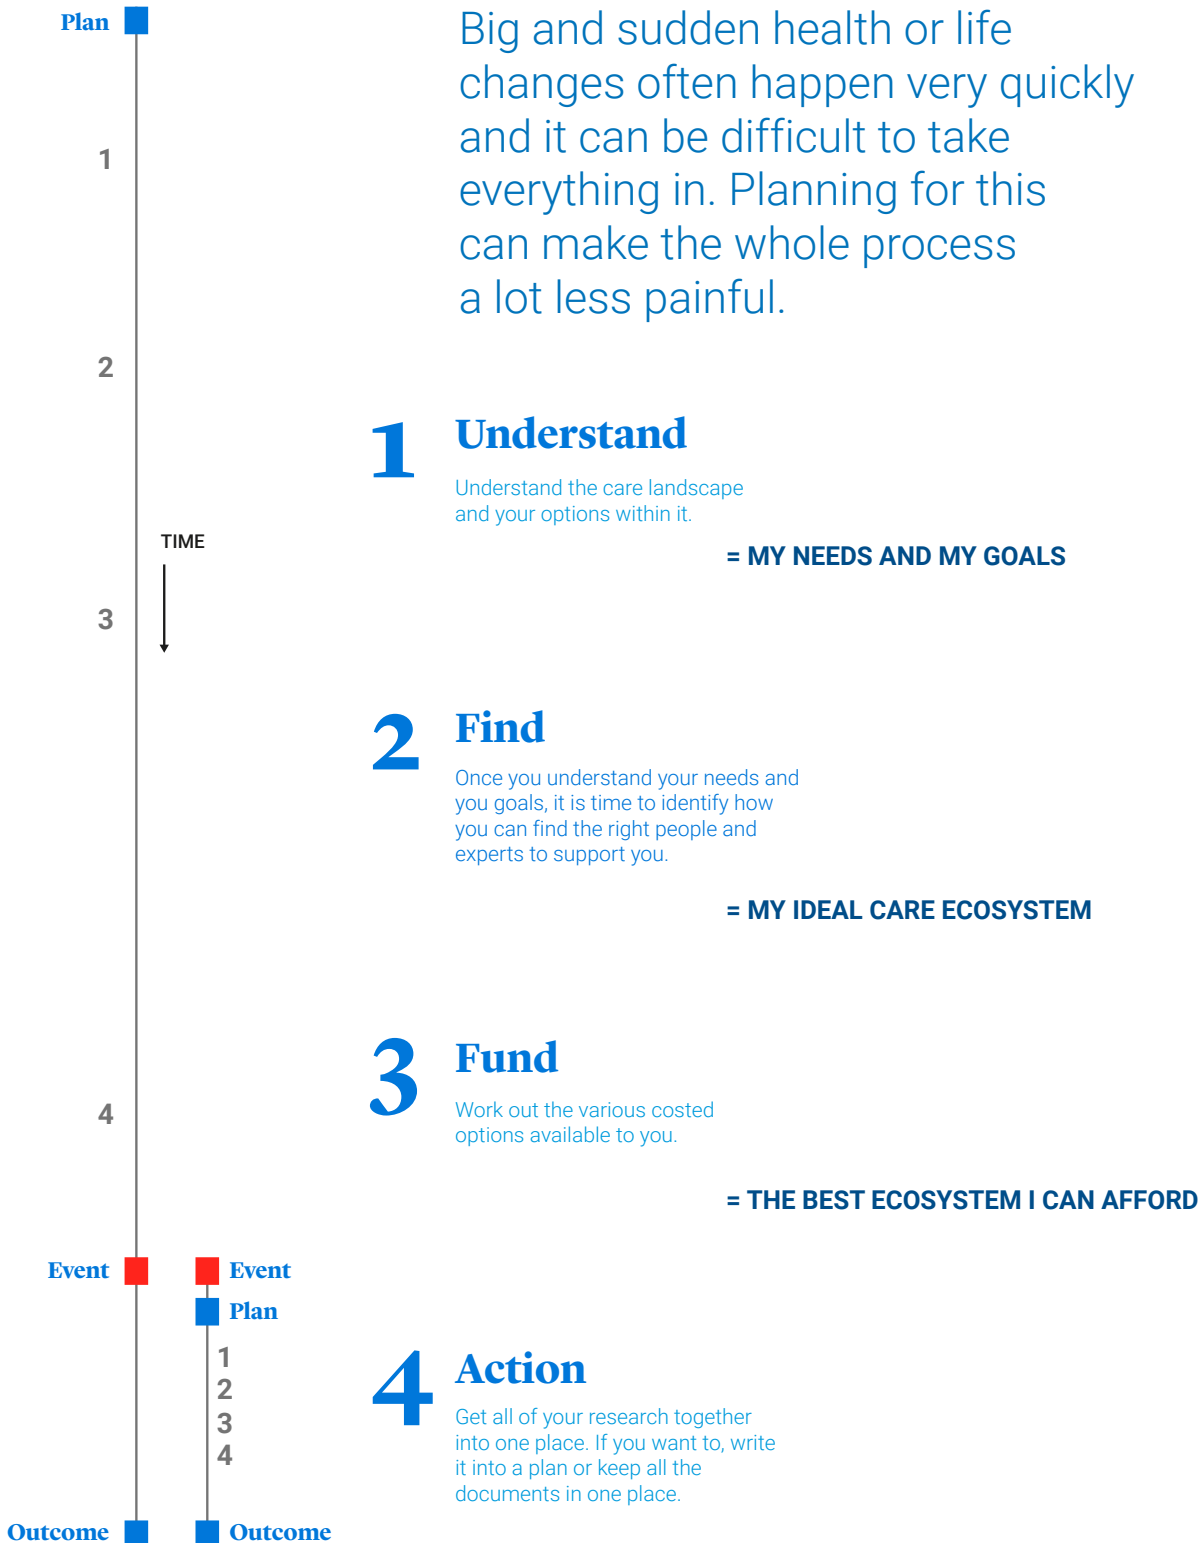 Plan
1
2
TIME
3
4
Event
Outcome
Event
Plan
1
2
3
4
Outcome
Big and sudden health or life
changes often happen very quickly
and it can be difficult to take
everything in. Planning for this
can make the whole process
a lot less painful.
1 Understand
Understand the care landscape
and your options within it.
= MY NEEDS AND MY GOALS
2 Find
Once you understand your needs and
you goals, it is time to identify how
you can find the right people and
experts to support you.
= MY IDEAL CARE ECOSYSTEM
3 Fund
Work out the various costed
options available to you.
= THE BEST ECOSYSTEM I CAN AFFORD
4 Action
Get all of your research together
into one place. If you want to, write
it into a plan or keep all the
documents in one place.